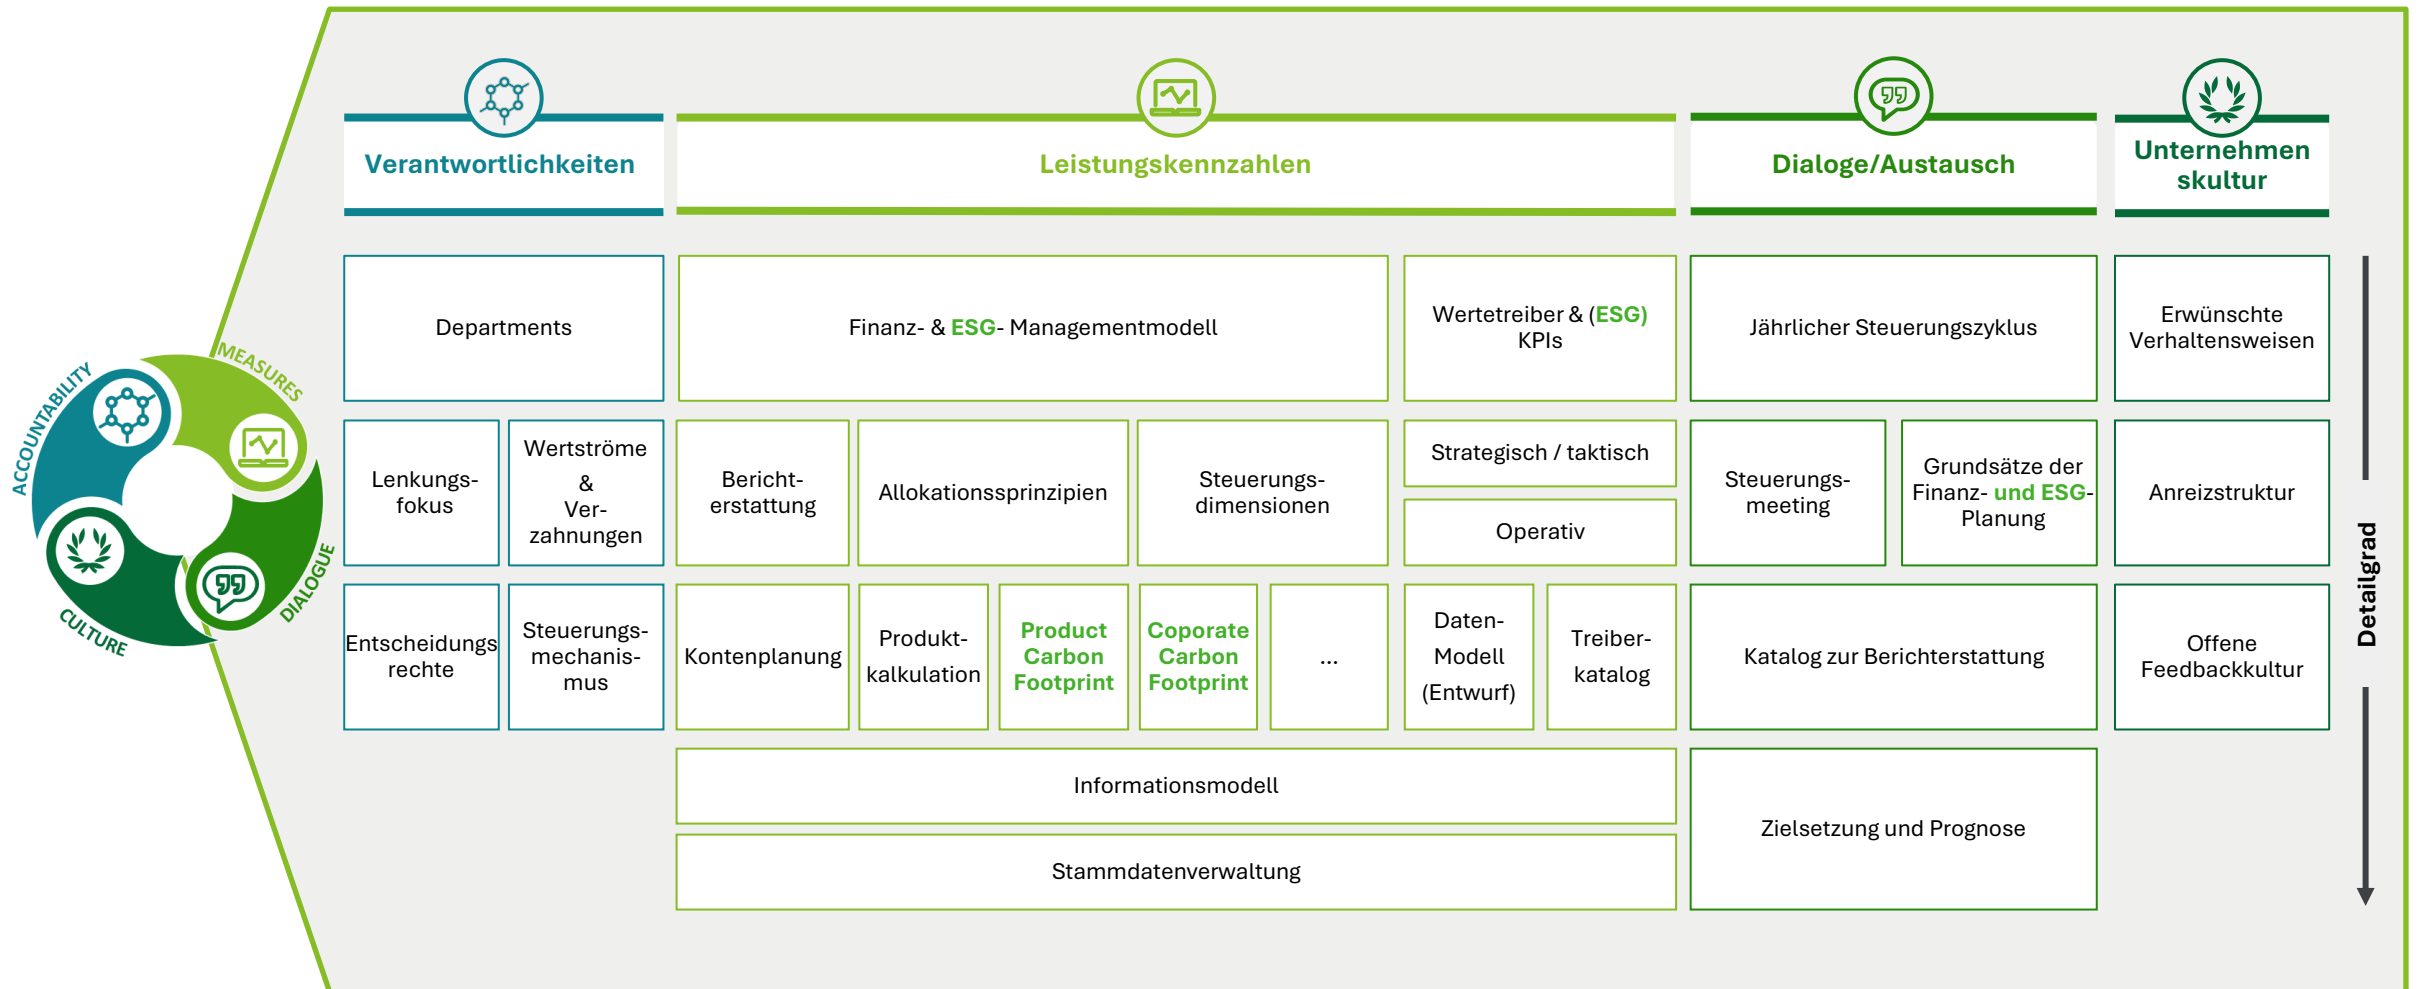 ACCOUNTABILITY
MEASURES
DIALOGUE
CULTURE
Verantwortlichkeiten
Leistungskennzahlen
Dialoge/Austausch
Unternehmen
skultur
Departments
Finanz- & ESG- Managementmodell
Wertetreiber & (ESG)
KPIs
Jährlicher Steuerungszyklus
Erwünschte
Verhaltensweisen
Lenkungs-
fokus
Wertströme
&
Ver-
zahnungen
Bericht-
erstattung
Allokationssprinzipien
Steuerungs-
dimensionen
Strategisch / taktisch
Operativ
Steuerungs-
meeting
Grundsätze der
Finanz- und ESG-
Planung
Anreizstruktur
Entscheidungs
rechte
Steuerungs-
mechanis-
mus
Kontenplanung
Produkt-
kalkulation
Product
Carbon
Footprint
Coporate
Carbon
Footprint
...
Daten-
Modell
(Entwurf)
Treiber-
katalog
Katalog zur Berichterstattung
Offene
Feedbackkultur
Informationsmodell
Stammdatenverwaltung
Zielsetzung und Prognose
Detailgrad